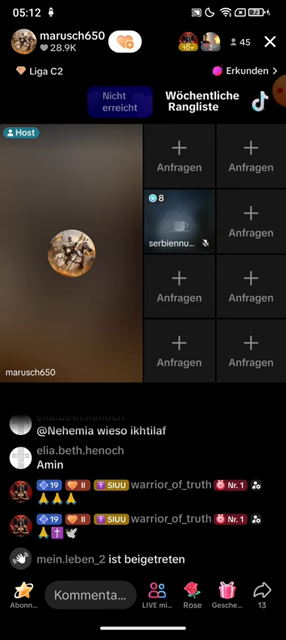 05:12
73
marusch650
28.9K
10+
45
Liga C2
Erkunden
Nicht erreicht
Wöchentliche Rangliste
Host
Anfragen
Anfragen
8
serbiennu...
Anfragen
Anfragen
Anfragen
Anfragen
Anfragen
marusch650
elia.beth.henoch
@Nehemia wieso ikhtilaf
elia.beth.henoch
Amin
19 II SIUU warrior_of_truth Nr. 1
🙏🙏🙏
19 II SIUU warrior_of_truth Nr. 1
🙏✝️🕊
mein.leben_2 ist beigetreten
Abonn...
Kommenta...
LIVE mi...
Rose
Gesche...
13